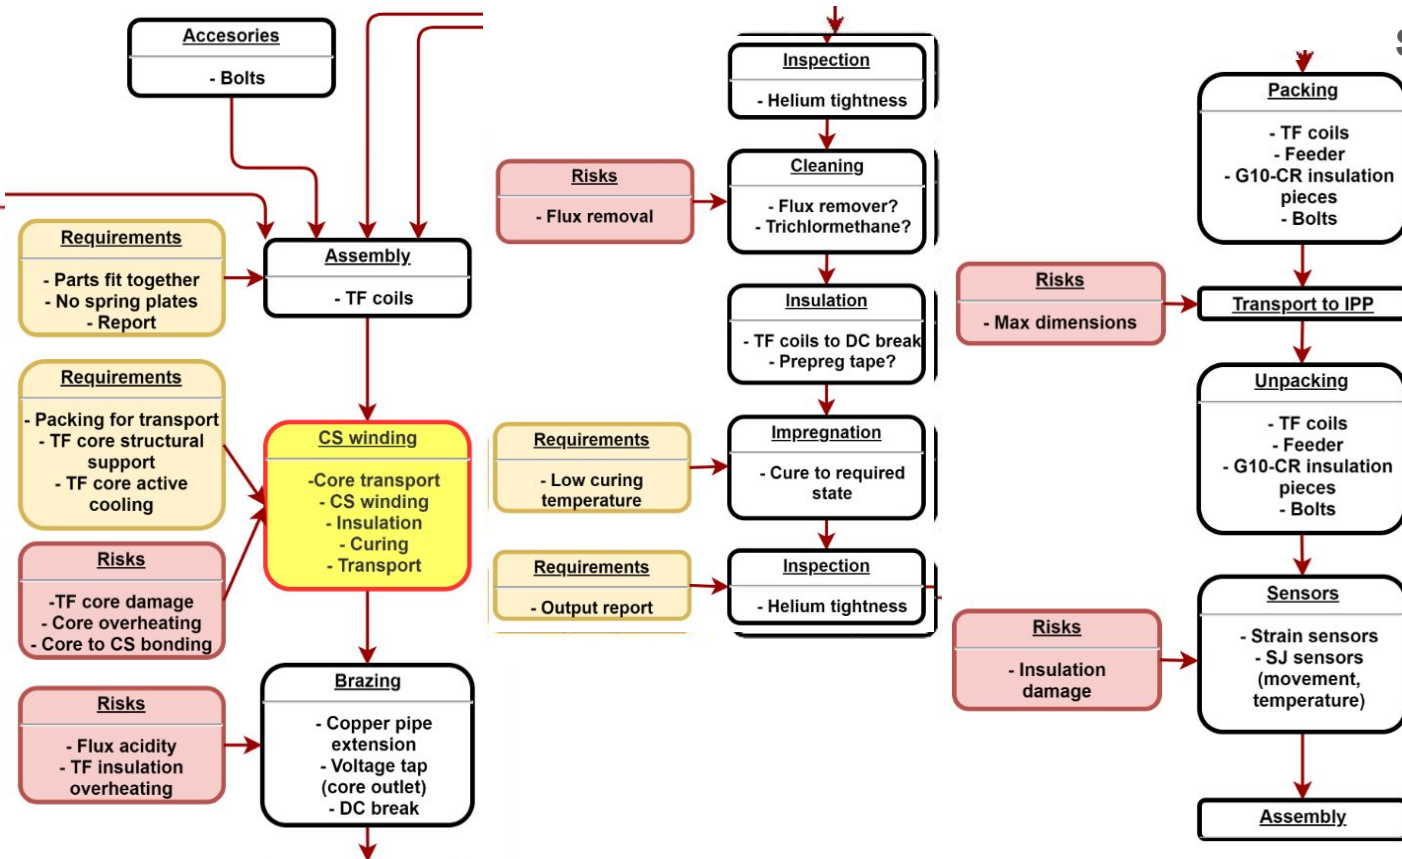 Accesories
- Bolts
Requirements
- Parts fit together
- No spring plates
- Report
Assembly
- TF coils
Requirements
- Packing for transport
- TF core structural
support
- TF core active
cooling
CS winding
-Core transport
- CS winding
- Insulation
- Curing
- Transport
Risks
-TF core damage
- Core overheating
- Core to CS bonding
Risks
- Flux acidity
- TF insulation
overheating
Brazing
- Copper pipe
extension
- Voltage tap
(core outlet)
- DC break
Inspection
- Helium tightness
Risks
- Flux removal
Cleaning
- Flux remover?
- Trichlormethane?
Insulation
- TF coils to DC break
- Prepreg tape?
Requirements
- Low curing
temperature
Impregnation
- Cure to required
state
Requirements
- Output report
Inspection
- Helium tightness
Packing
- TF coils
- Feeder
- G10-CR insulation
pieces
- Bolts
Risks
- Max dimensions
Transport to IPP
Unpacking
- TF coils
- Feeder
- G10-CR insulation
pieces
- Bolts
Risks
- Insulation
damage
Sensors
- Strain sensors
- SJ sensors
(movement,
temperature)
Assembly